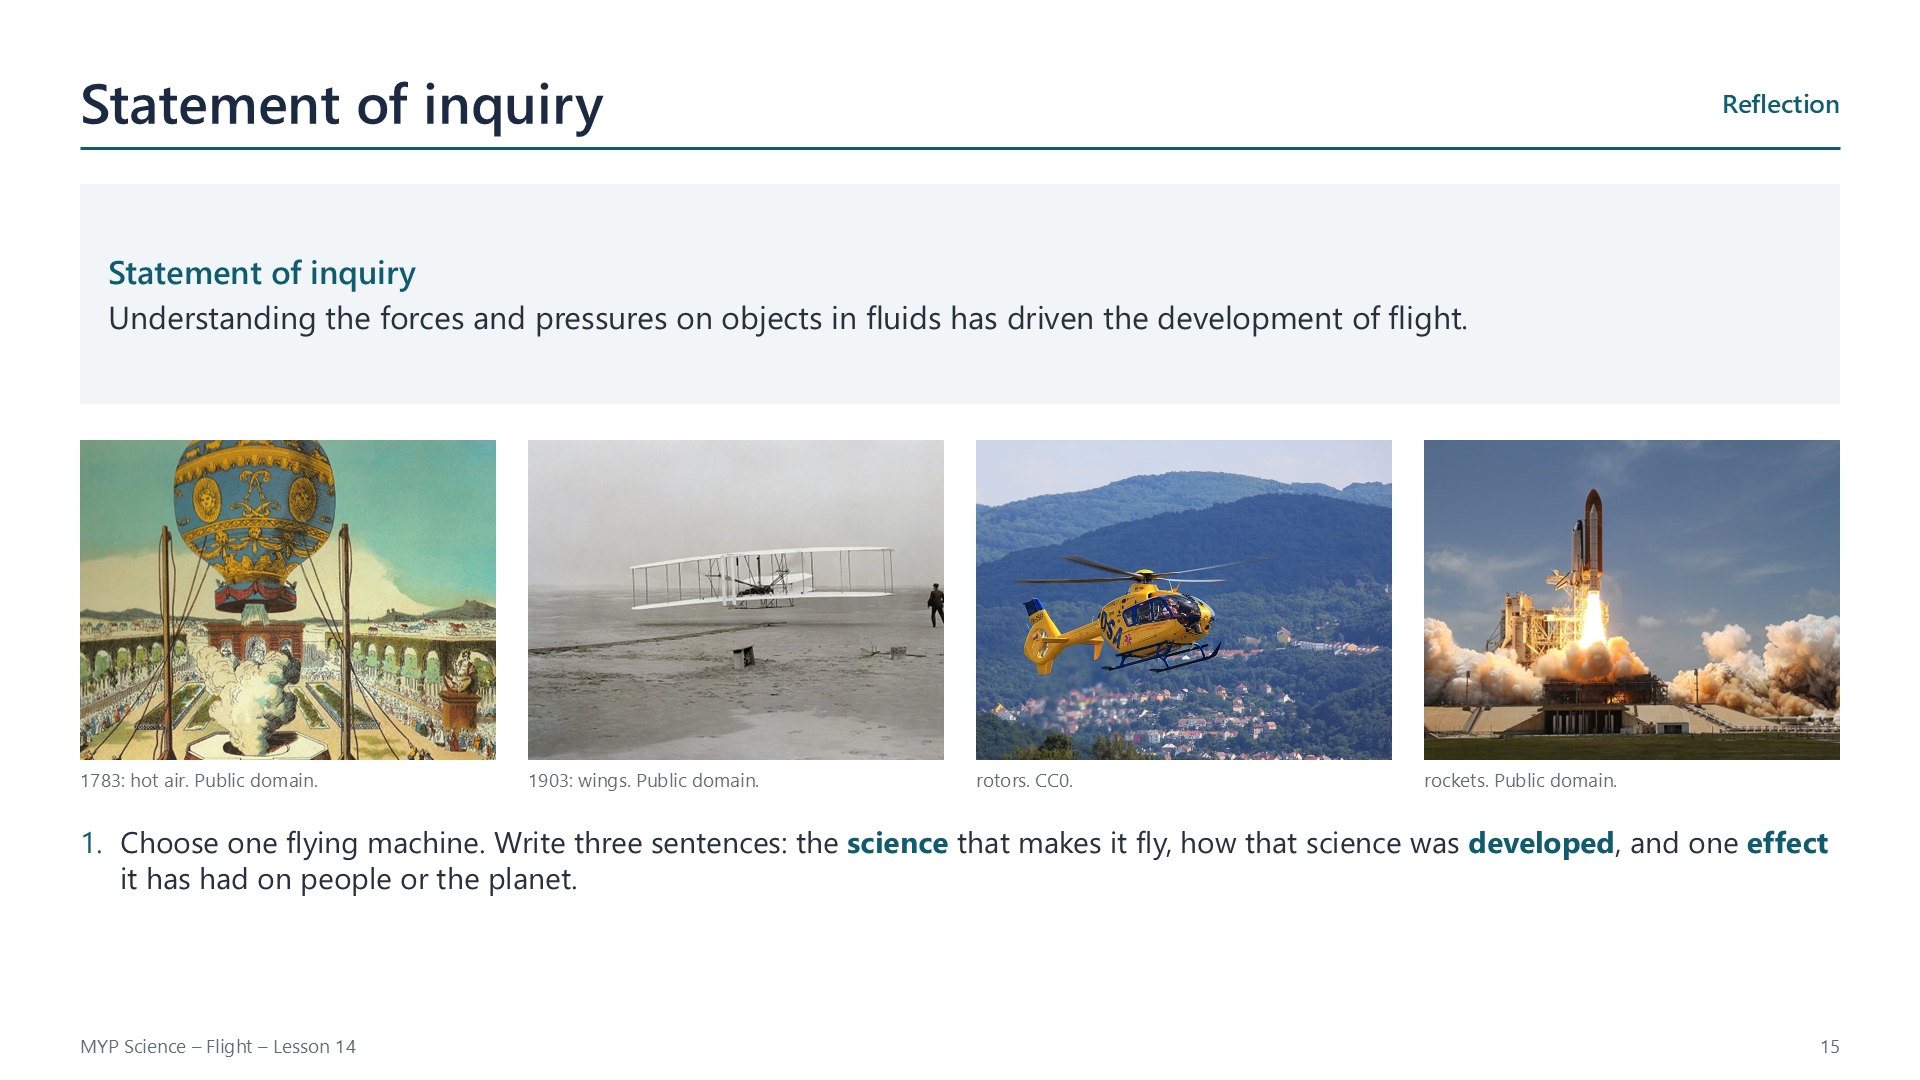 Statement of inquiry
Reflection
Statement of inquiry
Understanding the forces and pressures on objects in fluids has driven the development of flight.
1783: hot air. Public domain.
1903: wings. Public domain.
rotors. CC0.
rockets. Public domain.
1. Choose one flying machine. Write three sentences: the science that makes it fly, how that science was developed, and one effect
it has had on people or the planet.
MYP Science – Flight – Lesson 14
15